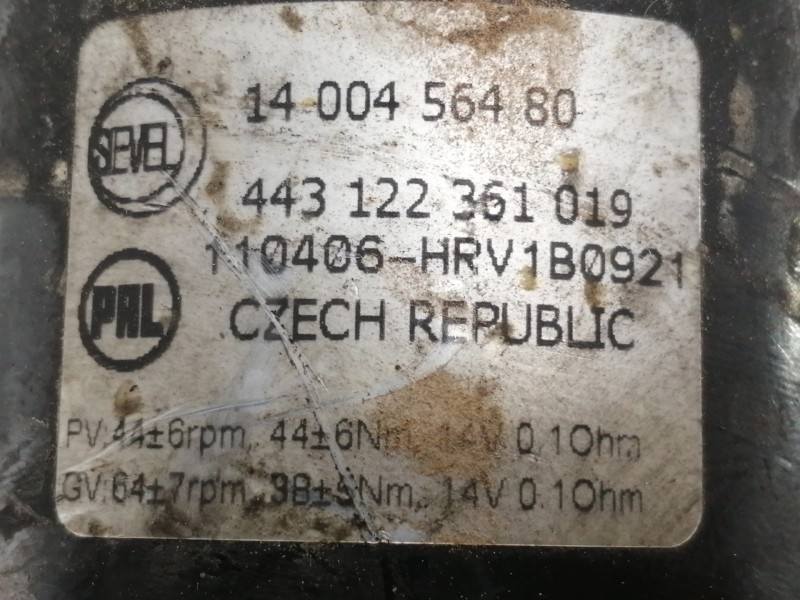 14 004 564 80
SEVEL
443 122 361 019
110406-HRV1B0921
PAL
CZECH REPUBLIC
PV:44±6rpm, 44±6Nm, 14V 0.1Ohm
GV:64±7rpm, 38±5Nm, 14V 0.1Ohm